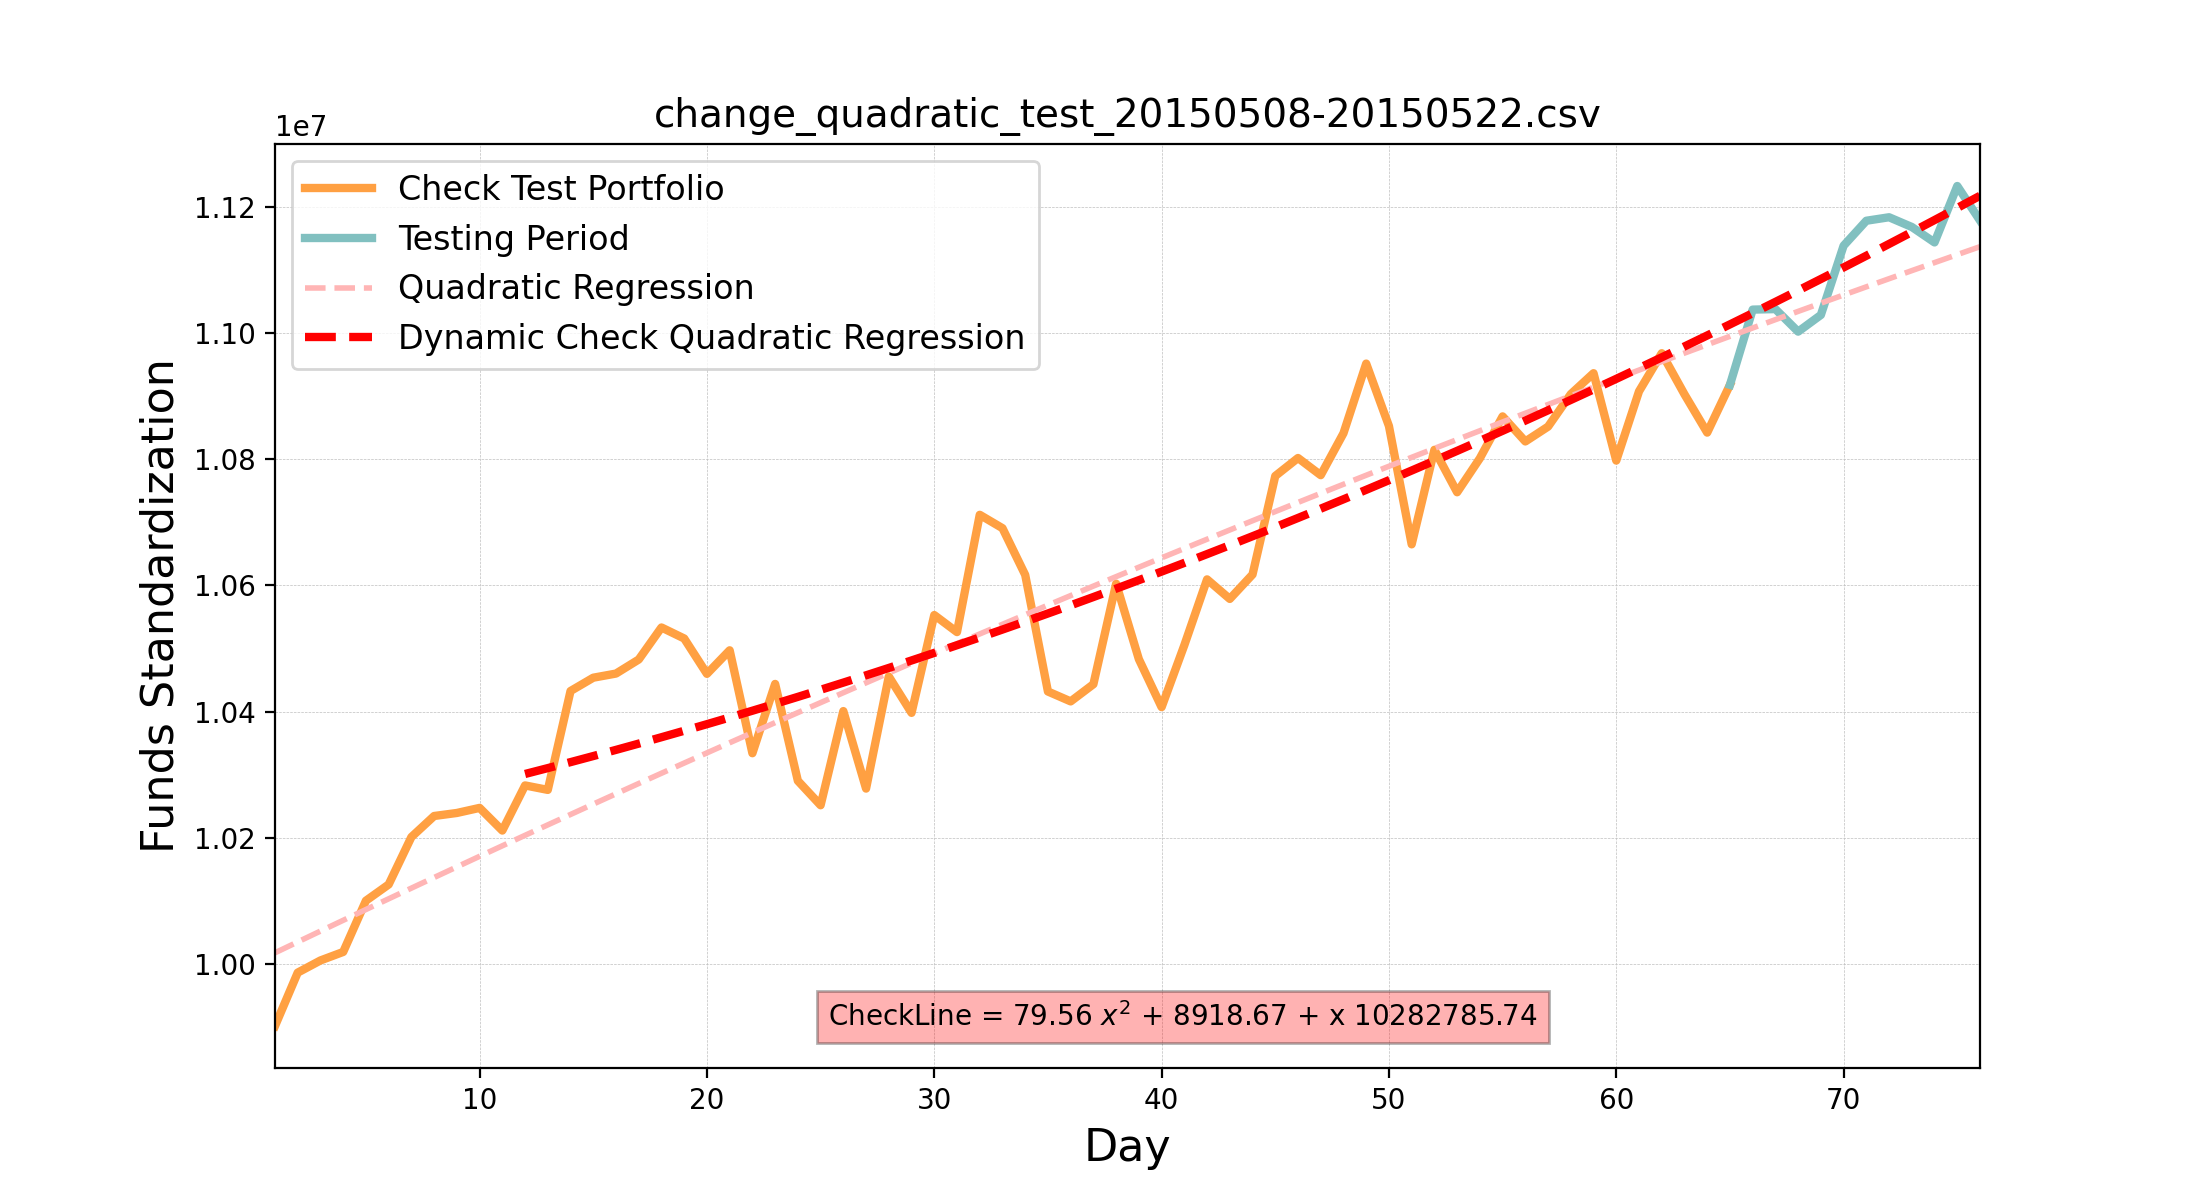 change_quadratic_test_20150508-20150522.csv
1e7
Check Test Portfolio
Testing Period
Quadratic Regression
Dynamic Check Quadratic Regression
1.12
1.10
1.08
1.06
1.04
1.02
1.00
Funds Standardization
CheckLine = 79.56 x² + 8918.67 + x 10282785.74
10 20 30 40 50 60 70
Day